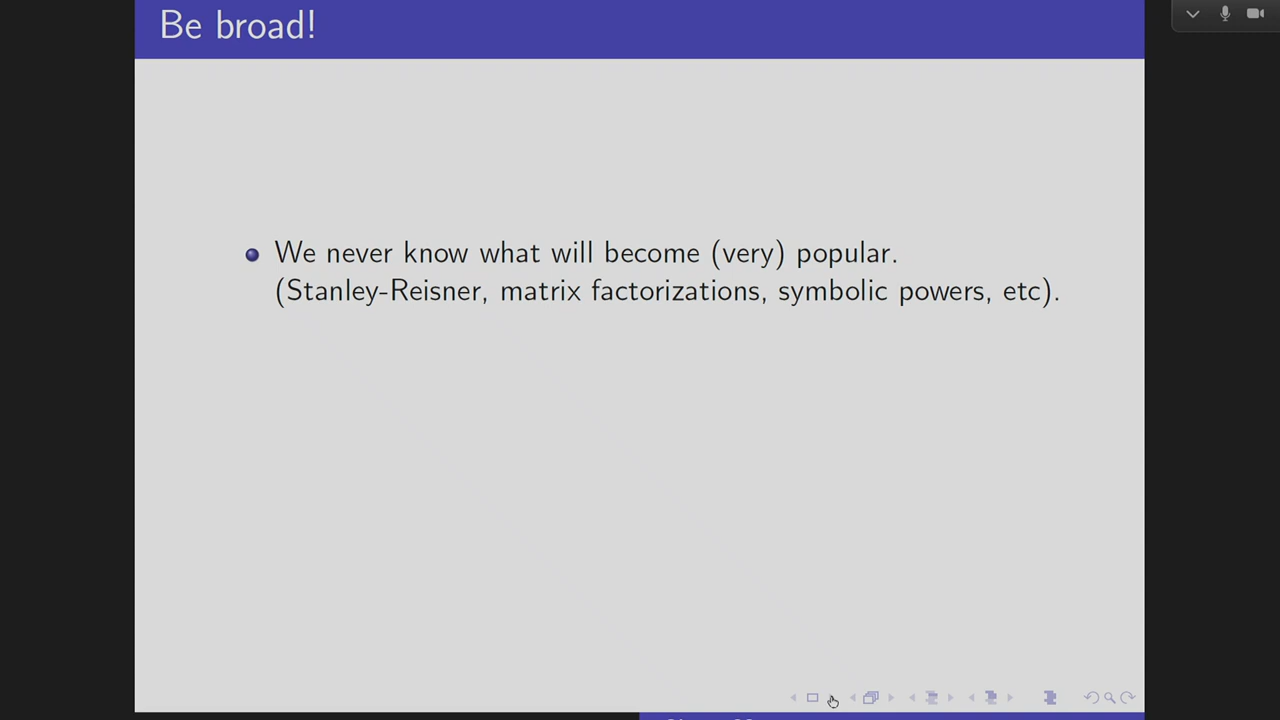 Be broad!
We never know what will become (very) popular.
(Stanley-Reisner, matrix factorizations, symbolic powers, etc).